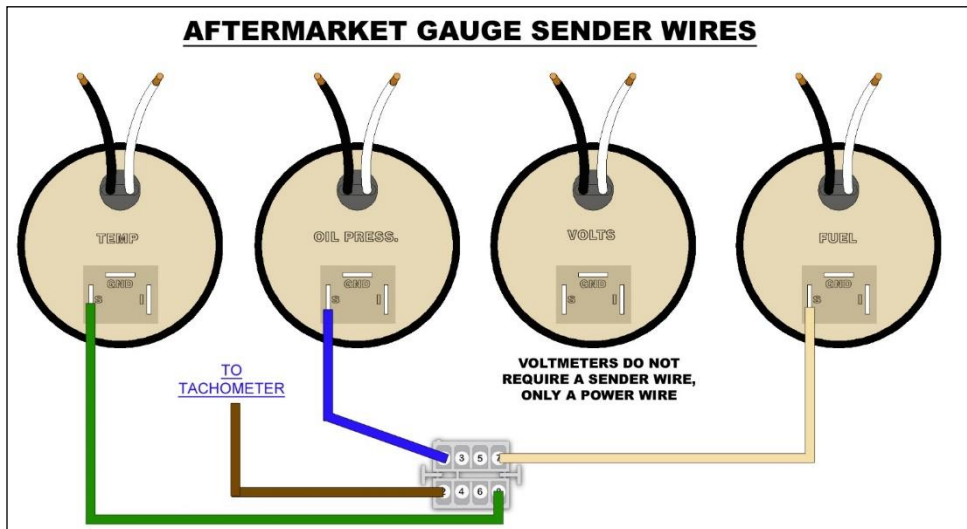 AFTERMARKET GAUGE SENDER WIRES
TEMP
GND
S I
OIL PRESS.
GND
S I
VOLTS
GND
S I
FUEL
GND
S I
TO
TACHOMETER
VOLTMETERS DO NOT
REQUIRE A SENDER WIRE,
ONLY A POWER WIRE
3 5 7
2 4 6